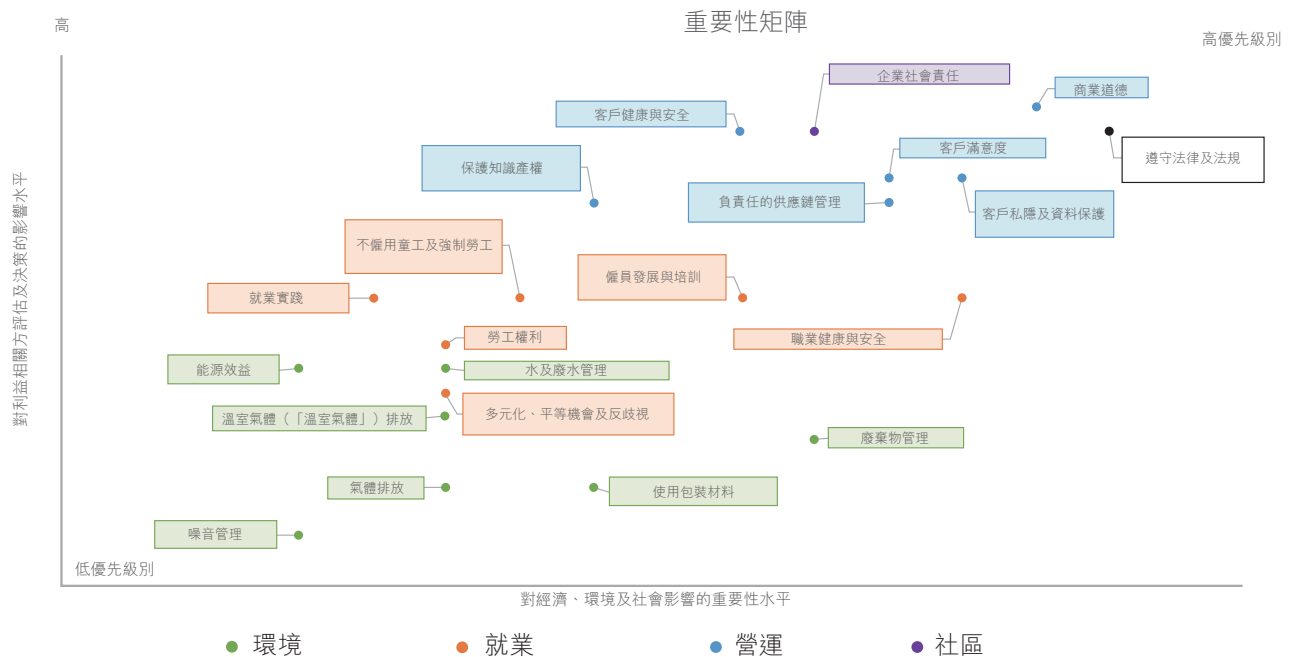 重要性矩陣
高
高優先級別
企業社會責任
商業道德
客戶健康與安全
客戶滿意度
遵守法律及法規
保護知識產權
負責任的供應鏈管理
客戶私隱及資料保護
不僱用童工及強制勞工
僱員發展與培訓
就業實踐
勞工權利
職業健康與安全
能源效益
水及廢水管理
溫室氣體（「溫室氣體」）排放
多元化、平等機會及反歧視
廢棄物管理
氣體排放
使用包裝材料
噪音管理
低優先級別
對利益相關方評估及決策的影響水平
對經濟、環境及社會影響的重要性水平
環境
就業
營運
社區